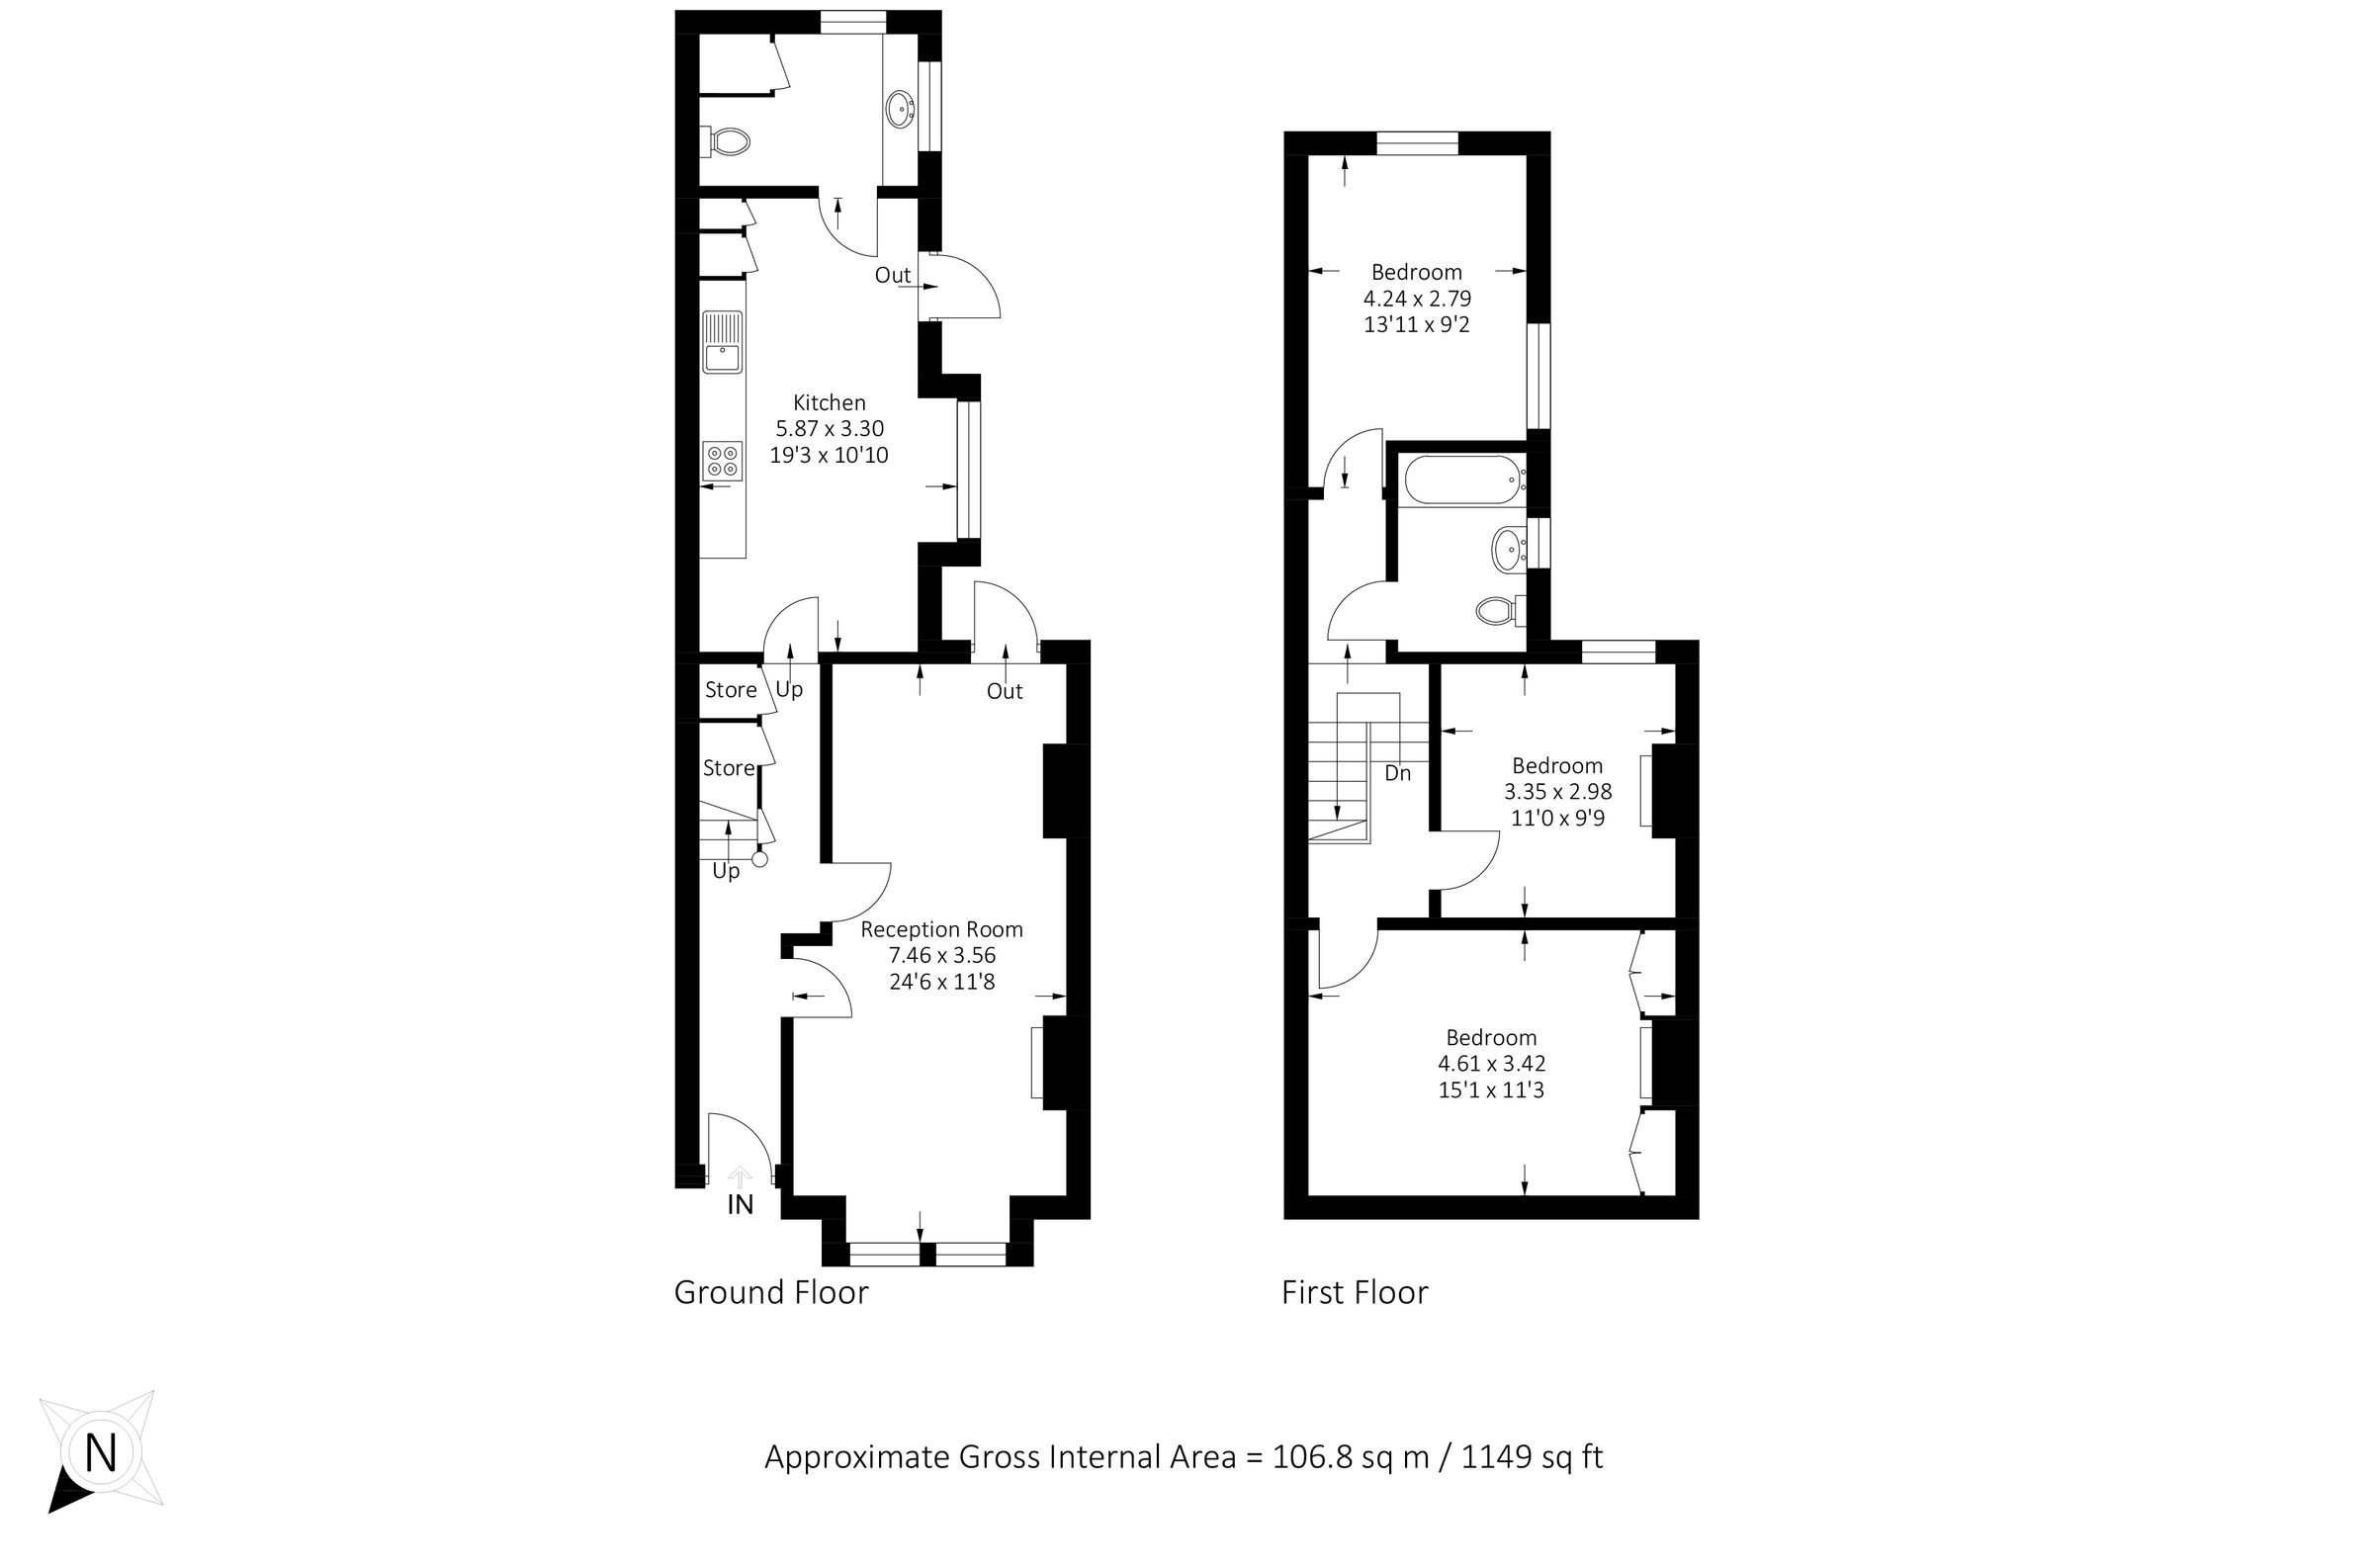 Out
Kitchen
5.87 x 3.30
19'3 x 10'10
Store
Up
Out
Store
Up
Reception Room
7.46 x 3.56
24'6 x 11'8
IN
Ground Floor
Bedroom
4.24 x 2.79
13'11 x 9'2
Dn
Bedroom
3.35 x 2.98
11'0 x 9'9
Bedroom
4.61 x 3.42
15'1 x 11'3
First Floor
N
Approximate Gross Internal Area = 106.8 sq m / 1149 sq ft